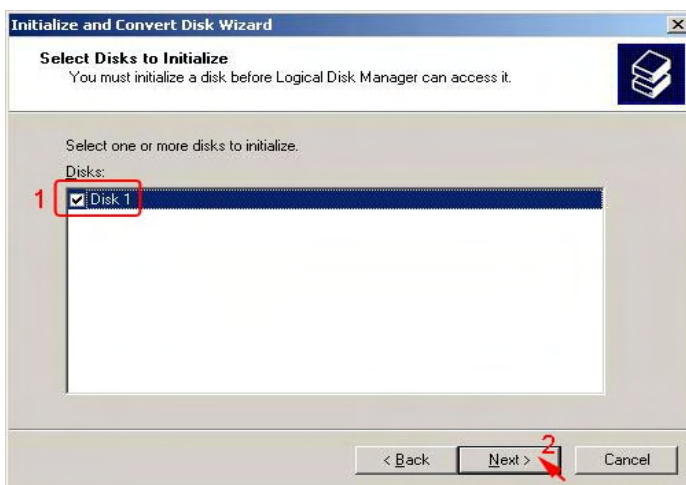 Initialize and Convert Disk Wizard
Select Disks to Initialize
You must initialize a disk before Logical Disk Manager can access it.
Select one or more disks to initialize.
Disks:
1
Disk 1
2
< Back Next > Cancel